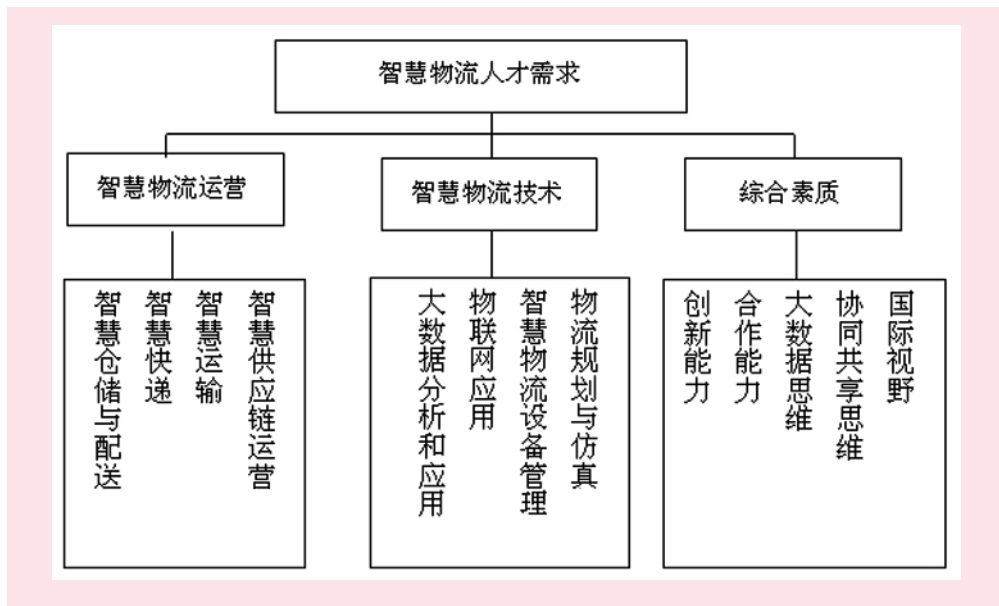 智慧物流人才需求
智慧物流运营
智慧物流技术
综合素质
智慧仓储与配送
智慧快递
智慧运输
智慧供应链运营
大数据分析和应用
物联网应用
智慧物流设备管理
物流规划与仿真
创新能力
合作能力
大数据思维
协同共享思维
国际视野